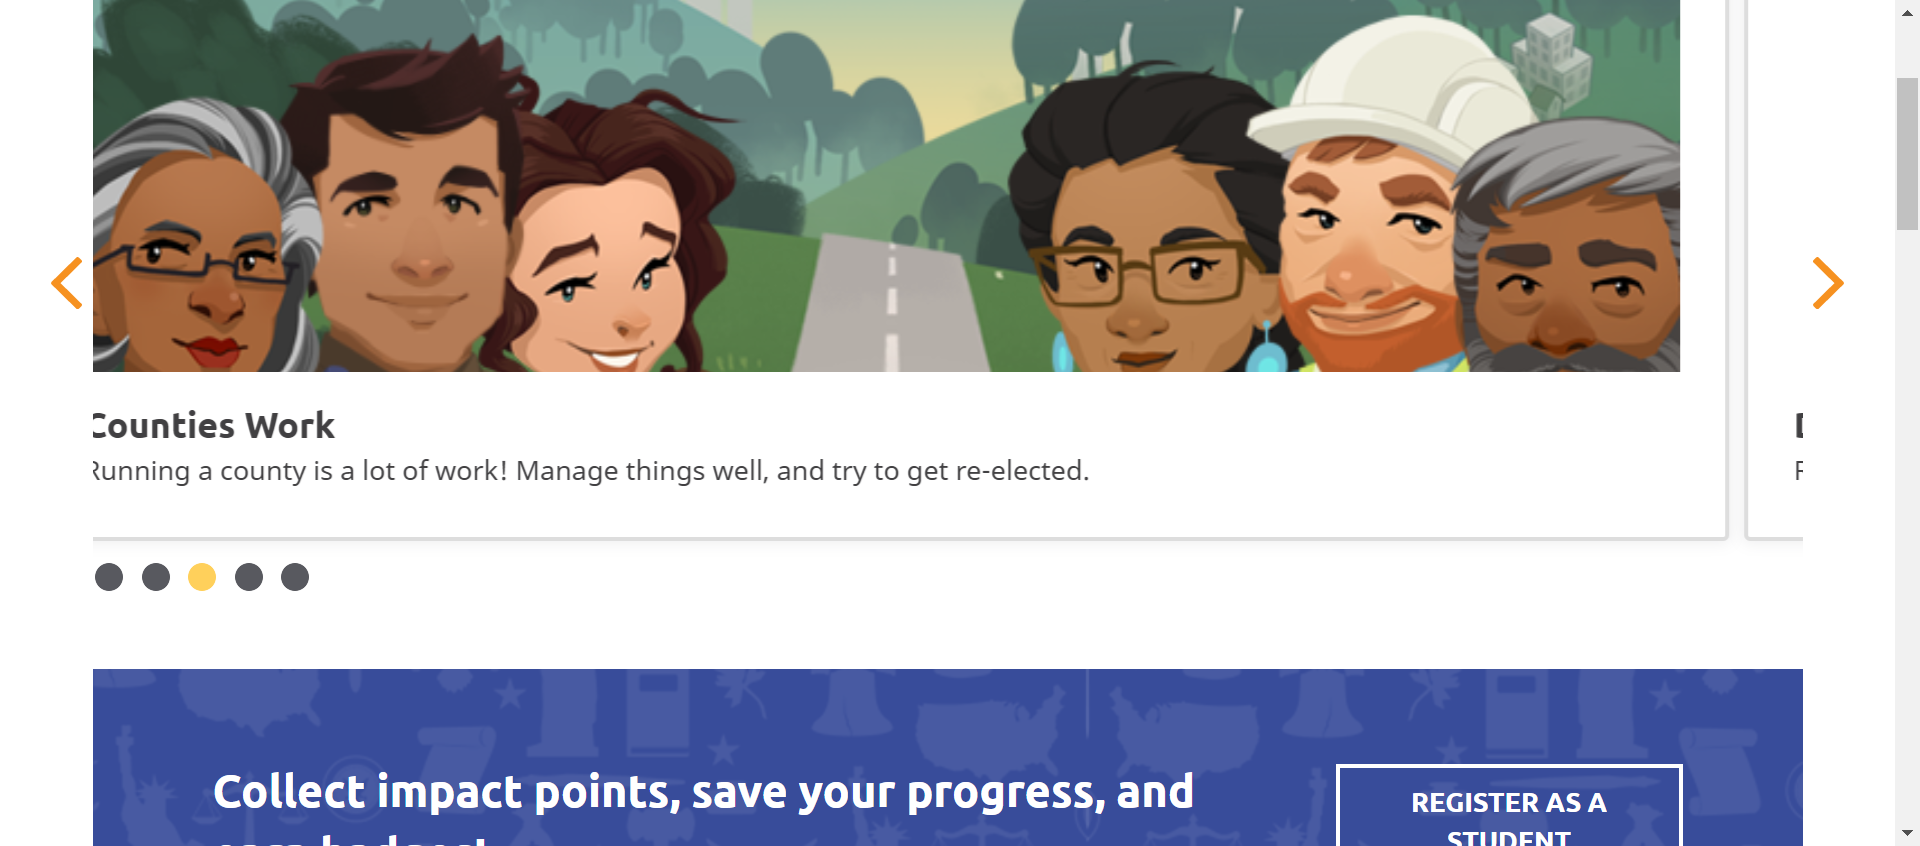 Counties Work
Running a county is a lot of work! Manage things well, and try to get re-elected.
Collect impact points, save your progress, and
REGISTER AS A
STUDENT